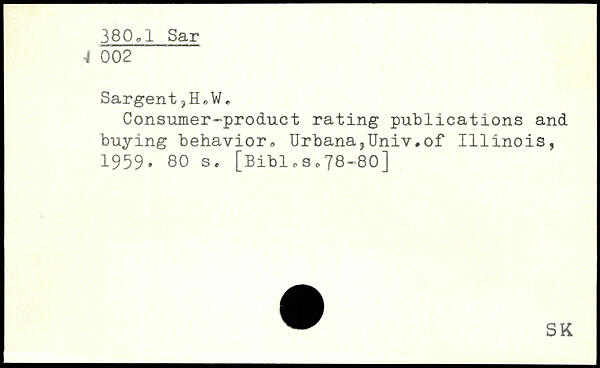 380.1 Sar
002
Sargent,H.W.
Consumer-product rating publications and
buying behavior. Urbana,Univ.of Illinois,
1959. 80 s. [Bibl.s.78-80]
SK